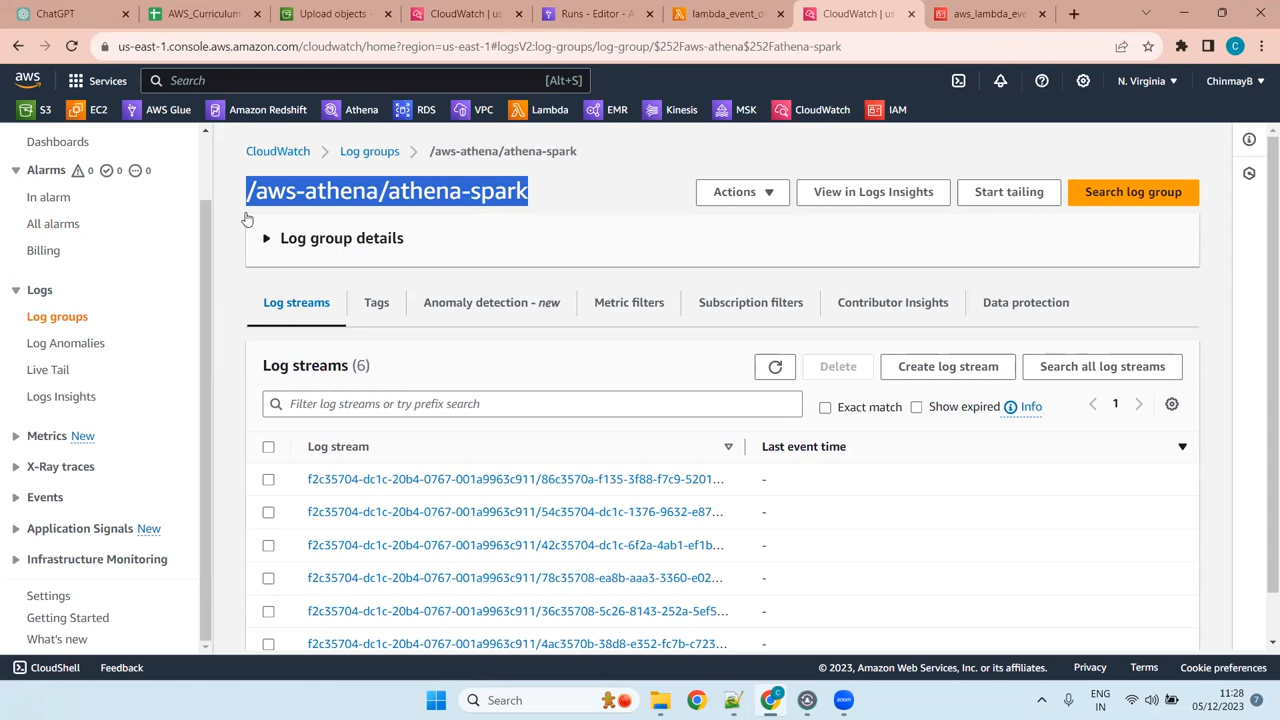 ChatGPT
AWS_Curriculum
Upload objects -
CloudWatch | us
Runs - Editor - A
lambda_event_d
CloudWatch | us
aws_lambda_eve
us-east-1.console.aws.amazon.com/cloudwatch/home?region=us-east-1#logsV2:log-groups/log-group/$252Faws-athena$252Fathena-spark
C
aws
Services
Search
[Alt+S]
N. Virginia
ChinmayB
S3
EC2
AWS Glue
Amazon Redshift
Athena
RDS
VPC
Lambda
EMR
Kinesis
MSK
CloudWatch
IAM
Dashboards
Alarms 0 0 0
In alarm
All alarms
Billing
Logs
Log groups
Log Anomalies
Live Tail
Logs Insights
Metrics New
X-Ray traces
Events
Application Signals New
Infrastructure Monitoring
Settings
Getting Started
What's new
CloudWatch
Log groups
/aws-athena/athena-spark
/aws-athena/athena-spark
Actions
View in Logs Insights
Start tailing
Search log group
Log group details
Log streams
Tags
Anomaly detection - new
Metric filters
Subscription filters
Contributor Insights
Data protection
Log streams (6)
Delete
Create log stream
Search all log streams
Filter log streams or try prefix search
Exact match
Show expired
Info
1
Log stream
Last event time
f2c35704-dc1c-20b4-0767-001a9963c911/86c3570a-f135-3f88-f7c9-5201... -
f2c35704-dc1c-20b4-0767-001a9963c911/54c35704-dc1c-1376-9632-e87... -
f2c35704-dc1c-20b4-0767-001a9963c911/42c35704-dc1c-6f2a-4ab1-ef1b... -
f2c35704-dc1c-20b4-0767-001a9963c911/78c35708-ea8b-aaa3-3360-e02... -
f2c35704-dc1c-20b4-0767-001a9963c911/36c35708-5c26-8143-252a-5ef5... -
f2c35704-dc1c-20b4-0767-001a9963c911/4ac3570b-38d8-e352-fc7b-c723... -
CloudShell
Feedback
© 2023, Amazon Web Services, Inc. or its affiliates.
Privacy
Terms
Cookie preferences
Search
zoom
ENG
IN
11:28
05/12/2023
7